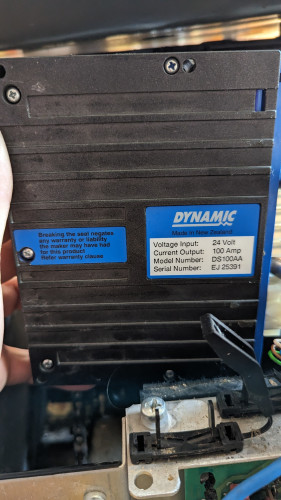 DYNAMIC
Made in New Zealand
Voltage Input: 24 Volt
Current Output: 100 Amp
Model Number: DS100AA
Serial Number: EJ 25391
Breaking the seal negates
any warranty or liability
the maker may have had
for this product
Refer warranty clause